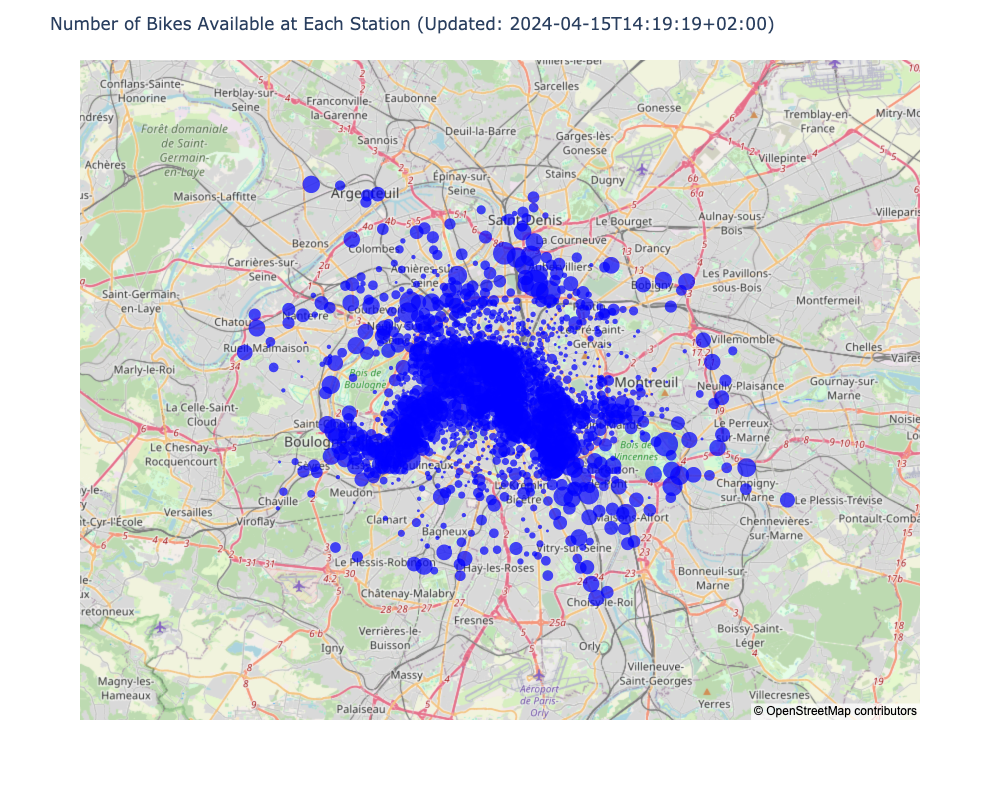 Number of Bikes Available at Each Station (Updated: 2024-04-15T14:19:19+02:00)
Villiers-le-Bel
Conflans-Sainte-
Honorine
Herblay-sur-
Seine
Franconville-
la-Garenne
Eaubonne
Sarcelles
Gonesse
Tremblay-en-
France
Mitry-Mo
ndrésy
Forêt domaniale
de Saint-
Germain-
en-Laye
Sannois
Deuil-la-Barre
Garges-lès-
Gonesse
Villepinte
Achères
Maisons-Laffitte
Argenteuil
Épinay-sur-
Seine
Stains
Dugny
Saint-Denis
Le Bourget
Aulnay-sous-
Bois
Villeparis
Bezons
Colombes
La Courneuve
Drancy
Carrières-sur-
Seine
Asnières-sur-
Seine
Aubervilliers
Bobigny
Les Pavillons-
sous-Bois
Saint-Germain-
en-Laye
Montfermeil
Chatou
Nanterre
Courbevoie
Rueil-Malmaison
Gervais
Villemomble
Chelles
Vaires
Marly-le-Roi
Bois de
Boulogne
Montreuil
Neuilly-Plaisance
Gournay-sur-
Marne
La Celle-Saint-
Cloud
Le Perreux-
sur-Marne
Noisie
Le Chesnay-
Rocquencourt
Bois de
Vincennes
Champigny-
sur-Marne
Le Plessis-Trévise
Meudon
Chaville
Versailles
Viroflay
t-Cyr-l'École
Clamart
Bagneux
Bicêtre
Maisons-Alfort
Chennevières-
sur-Marne
Pontault-Comba
Vitry-sur-Seine
Le Plessis-Robinson
L'Haÿ-les-Roses
Bonneuil-sur-
Marne
Châtenay-Malabry
Choisy-le-Roi
Fresnes
Verrières-le-
Buisson
Igny
Orly
Boissy-Saint-
Léger
Massy
Villeneuve-
Saint-Georges
Magny-les-
Hameaux
Aéroport
de Paris-
Orly
Palaiseau
Yerres
Villecresnes
© OpenStreetMap contributors